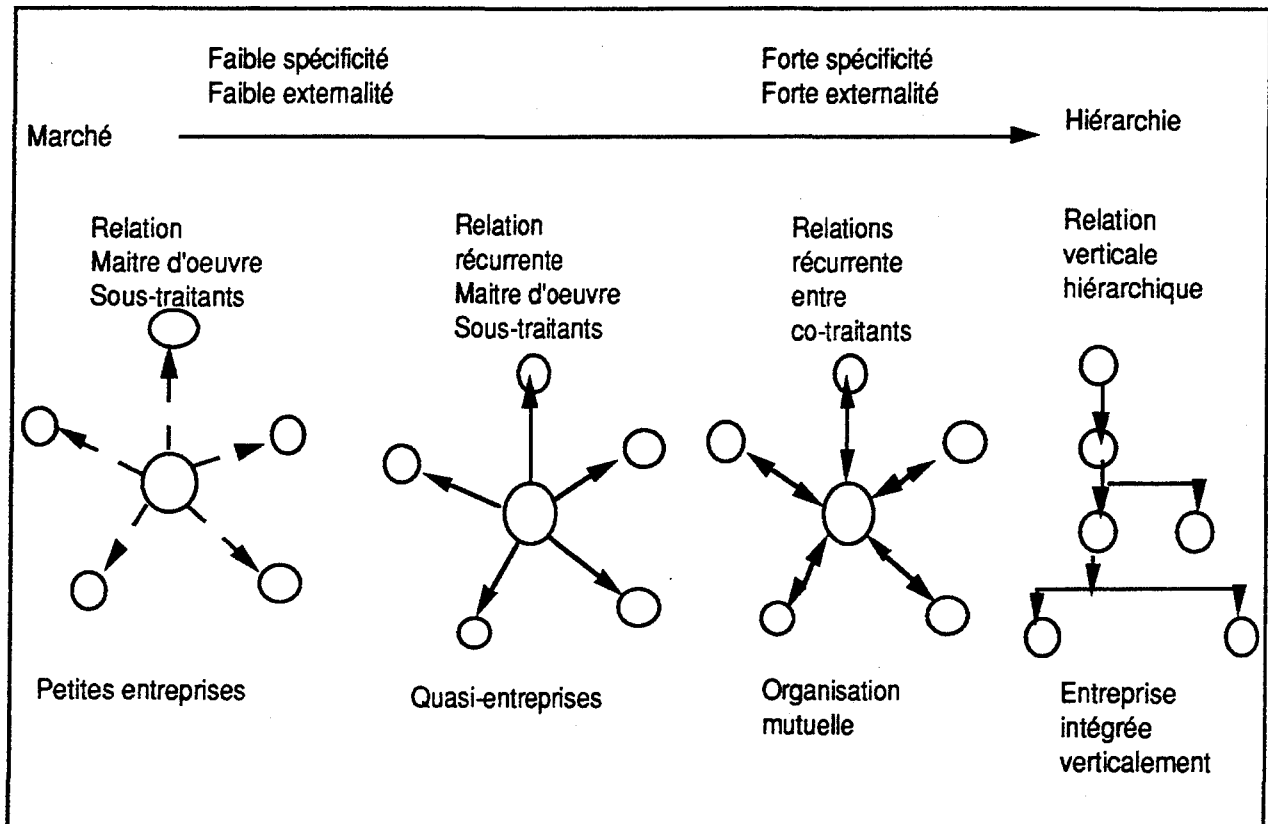 Faible spécificité
Faible externalité
Forte spécificité
Forte externalité
Marché
Hiérarchie
Relation
Maitre d'oeuvre
Sous-traitants
Relation
récurrente
Maitre d'oeuvre
Sous-traitants
Relations
récurrente
entre
co-traitants
Relation
verticale
hiérarchique
Petites entreprises
Quasi-entreprises
Organisation
mutuelle
Entreprise
intégrée
verticalement